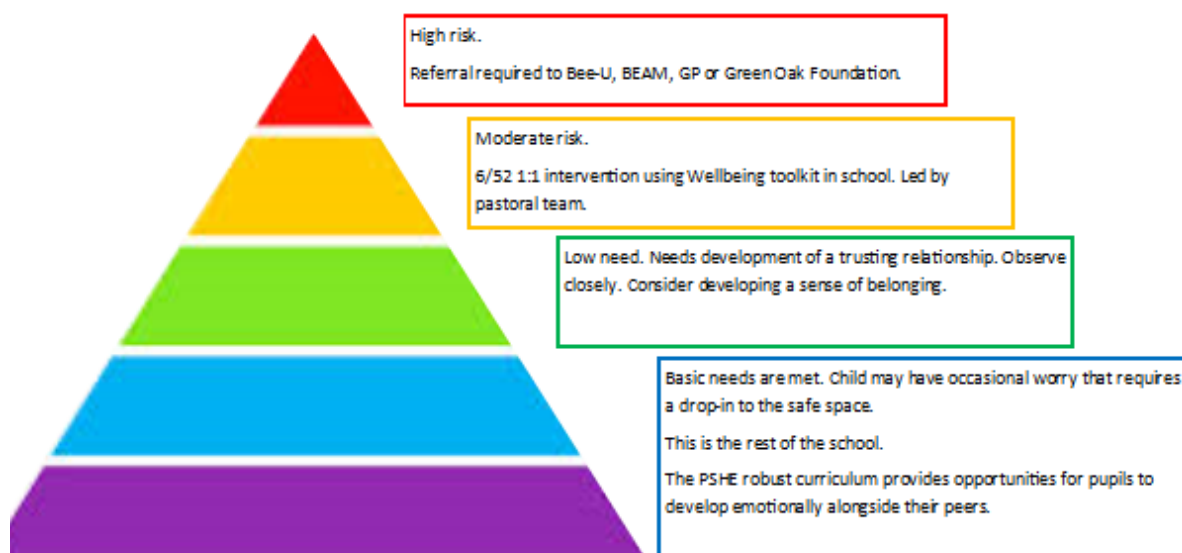 High risk.
Referral required to Bee-U, BEAM, GP or Green Oak Foundation.
Moderate risk.
6/52 1:1 intervention using Wellbeing toolkit in school. Led by
pastoral team.
Low need. Needs development of a trusting relationship. Observe
closely. Consider developing a sense of belonging.
Basic needs are met. Child may have occasional worry that requires
a drop-in to the safe space.
This is the rest of the school.
The PSHE robust curriculum provides opportunities for pupils to
develop emotionally alongside their peers.